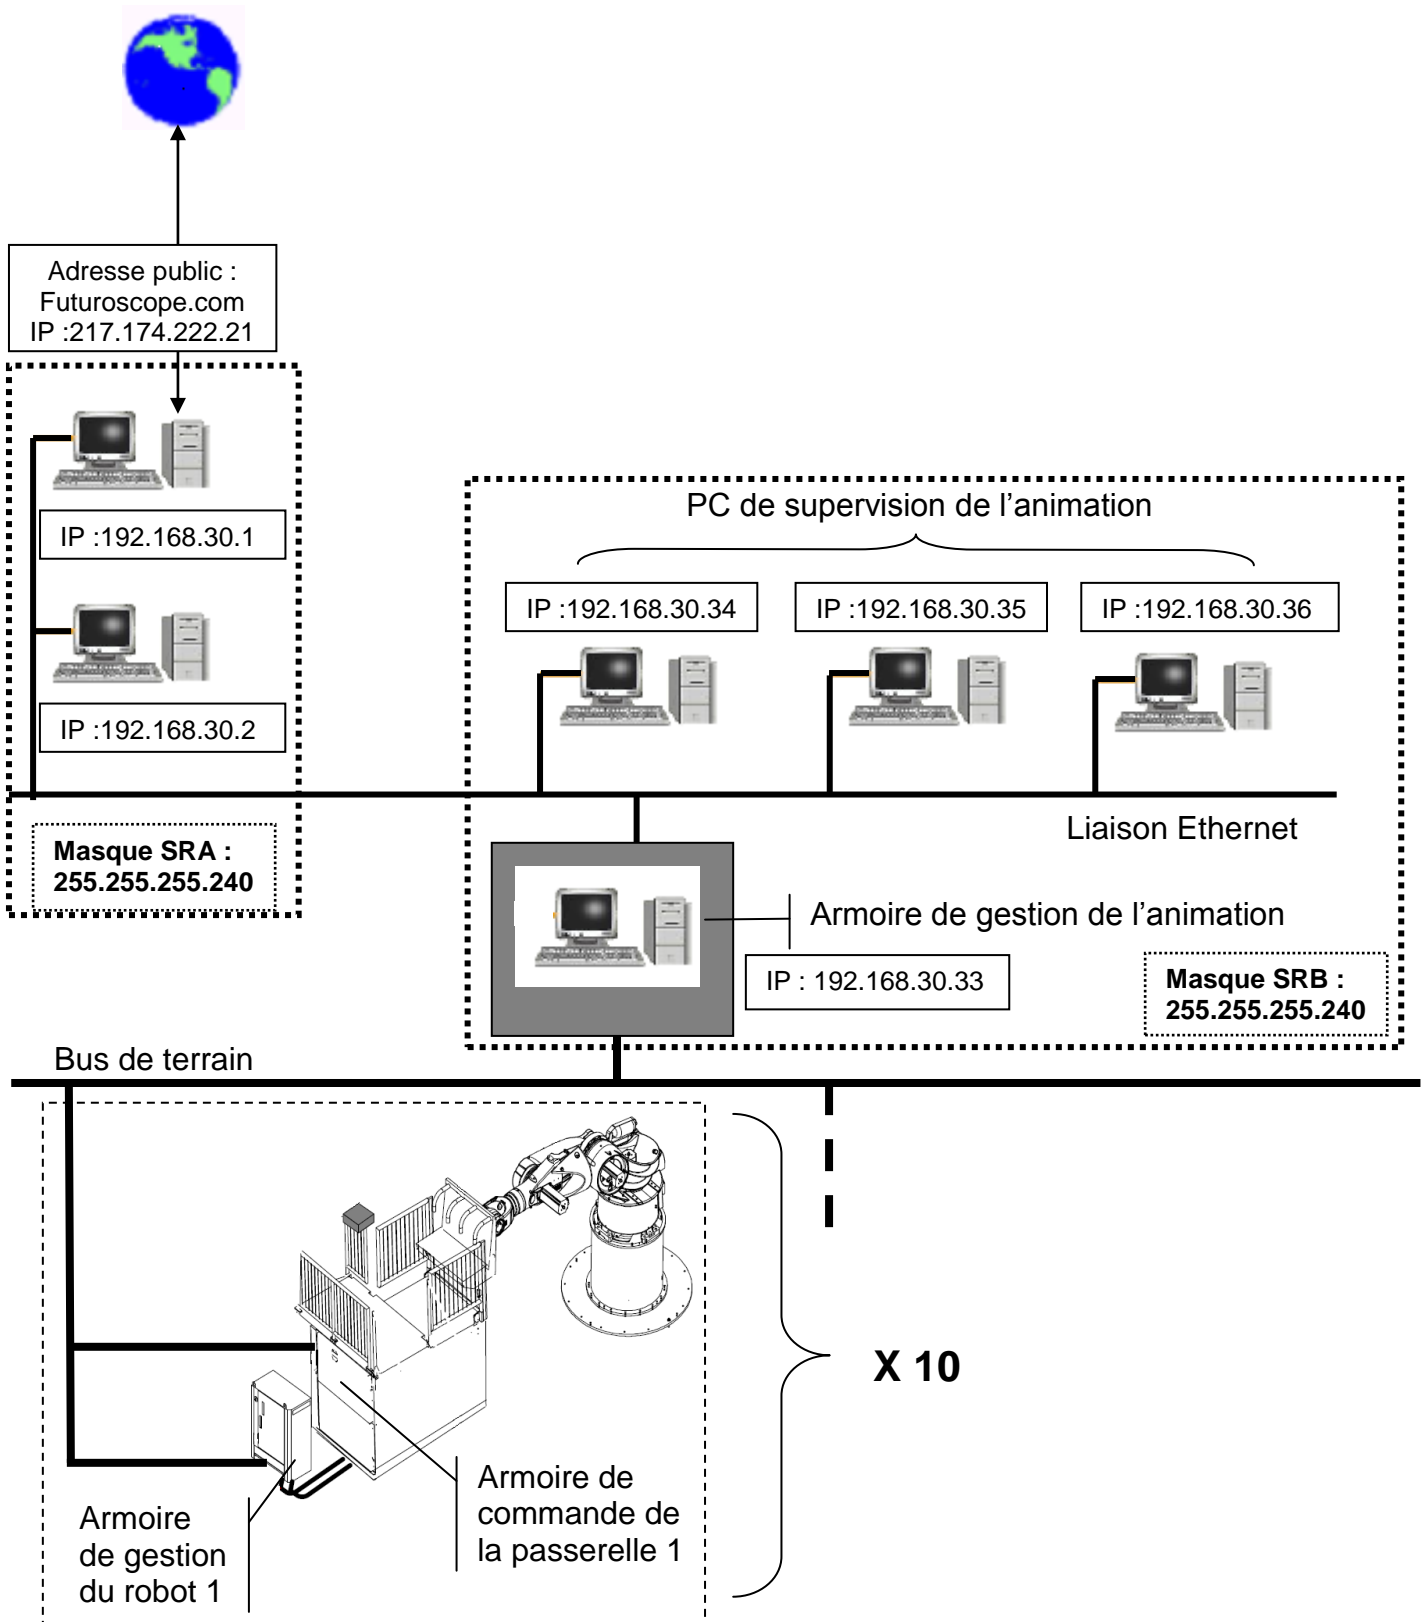 Adresse public :
Futuroscope.com
IP :217.174.222.21
IP :192.168.30.1
IP :192.168.30.2
Masque SRA :
255.255.255.240
PC de supervision de l’animation
IP :192.168.30.34
IP :192.168.30.35
IP :192.168.30.36
Liaison Ethernet
Armoire de gestion de l’animation
IP : 192.168.30.33
Masque SRB :
255.255.255.240
Bus de terrain
X 10
Armoire de
commande de
la passerelle 1
Armoire
de gestion
du robot 1